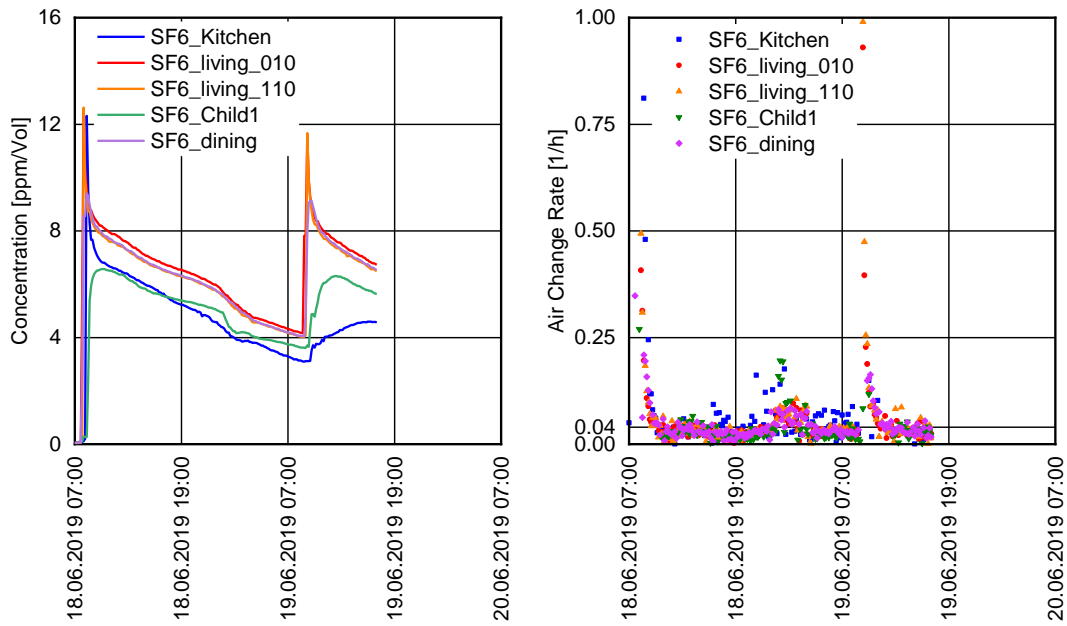 16
12
8
4
0
Concentration [ppm/Vol]
SF6_Kitchen
SF6_living_010
SF6_living_110
SF6_Child1
SF6_dining
18.06.2019 07:00
18.06.2019 19:00
19.06.2019 07:00
19.06.2019 19:00
20.06.2019 07:00
1.00
0.75
0.50
0.25
0.04
0.00
Air Change Rate [1/h]
SF6_Kitchen
SF6_living_010
SF6_living_110
SF6_Child1
SF6_dining
18.06.2019 07:00
18.06.2019 19:00
19.06.2019 07:00
19.06.2019 19:00
20.06.2019 07:00